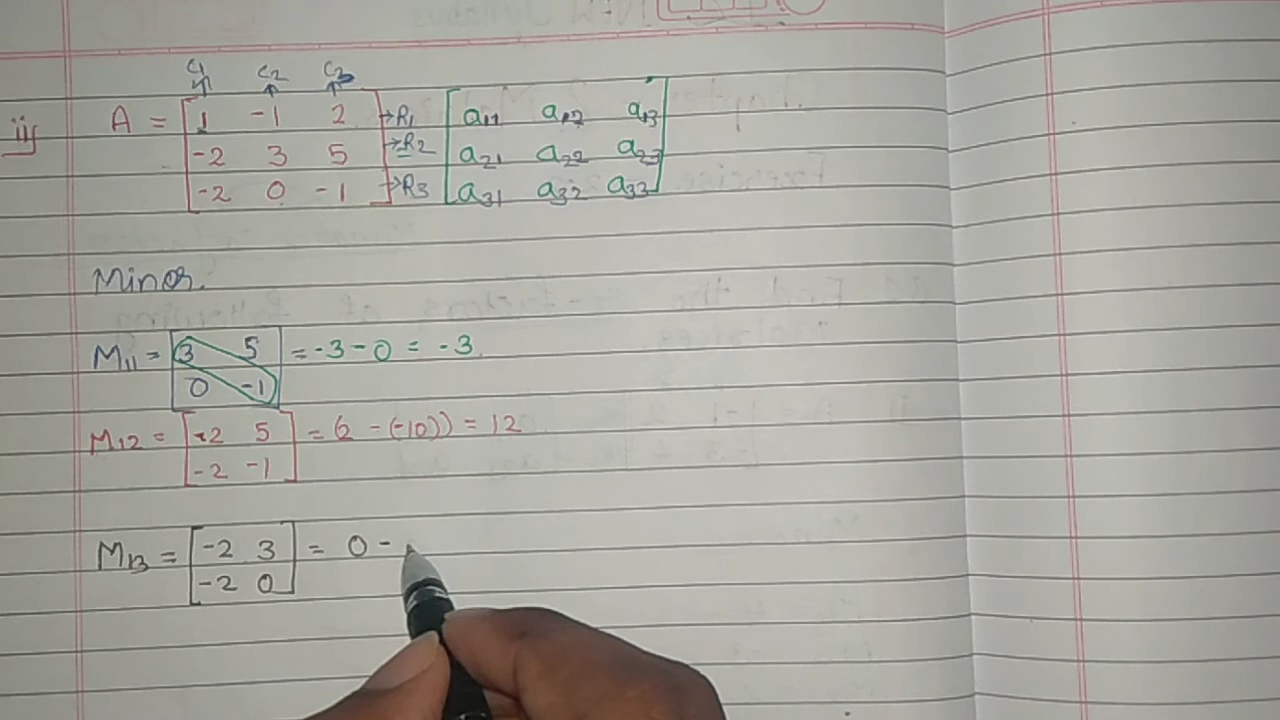 C1 C2 C3
ii) A = [ 1 -1 2 →R1 [ a11 a12 a13
-2 3 5 →R2 a21 a22 a23
-2 0 -1 ] →R3 a31 a32 a33 ]
Minor.
M11 = 3 5 = -3 - 0 = -3.
0 -1
M12 = [ -2 5 = (2 - (-10)) = 12
-2 -1 ]
M13 = [ -2 3 = 0 -
-2 0 ]